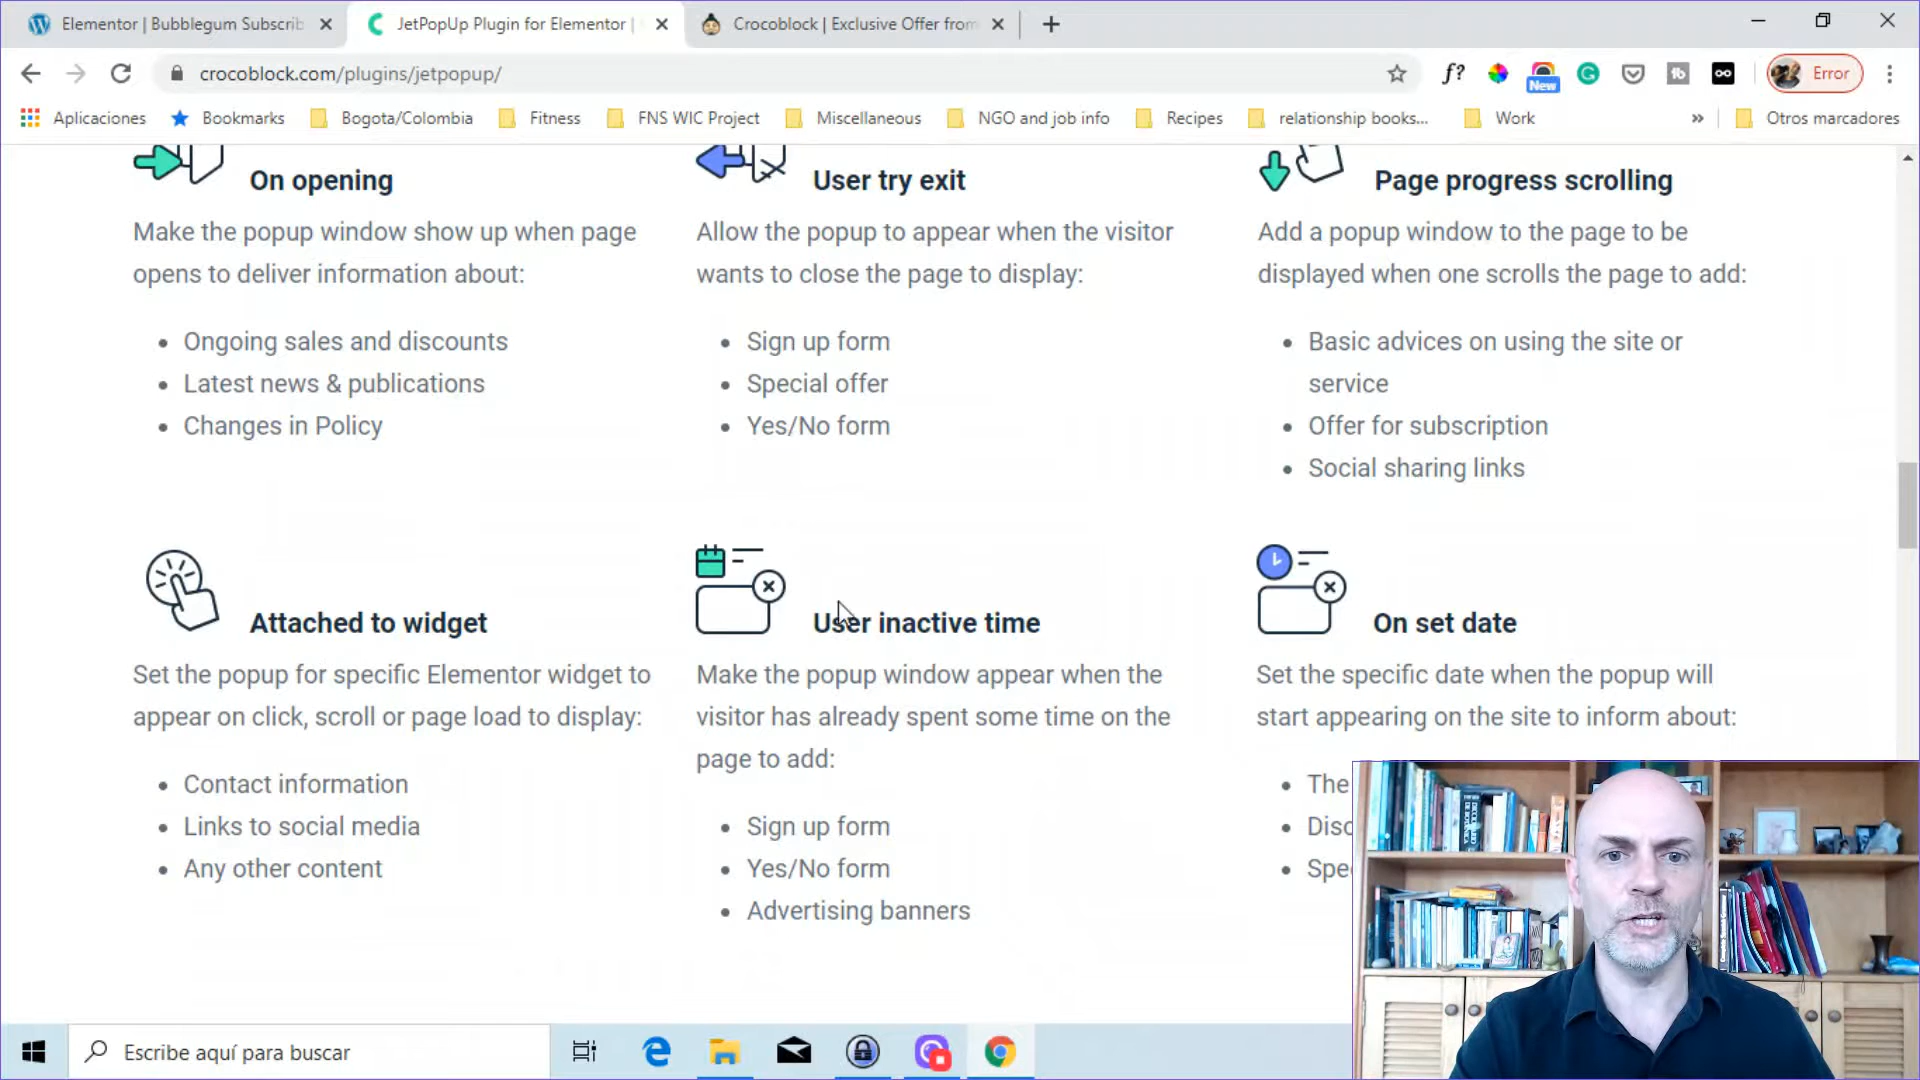 Elementor | Bubblegum Subscrib
JetPopUp Plugin for Elementor |
Crocoblock | Exclusive Offer from
crocoblock.com/plugins/jetpopup/
f?
New
Error
Aplicaciones
Bookmarks
Bogota/Colombia
Fitness
FNS WIC Project
Miscellaneous
NGO and job info
Recipes
relationship books...
Work
»
Otros marcadores
On opening
Make the popup window show up when page
opens to deliver information about:
• Ongoing sales and discounts
• Latest news & publications
• Changes in Policy
User try exit
Allow the popup to appear when the visitor
wants to close the page to display:
• Sign up form
• Special offer
• Yes/No form
Page progress scrolling
Add a popup window to the page to be
displayed when one scrolls the page to add:
• Basic advices on using the site or
service
• Offer for subscription
• Social sharing links
Attached to widget
Set the popup for specific Elementor widget to
appear on click, scroll or page load to display:
• Contact information
• Links to social media
• Any other content
User inactive time
Make the popup window appear when the
visitor has already spent some time on the
page to add:
• Sign up form
• Yes/No form
• Advertising banners
On set date
Set the specific date when the popup will
start appearing on the site to inform about:
• The
• Disc
• Spe
Escribe aquí para buscar